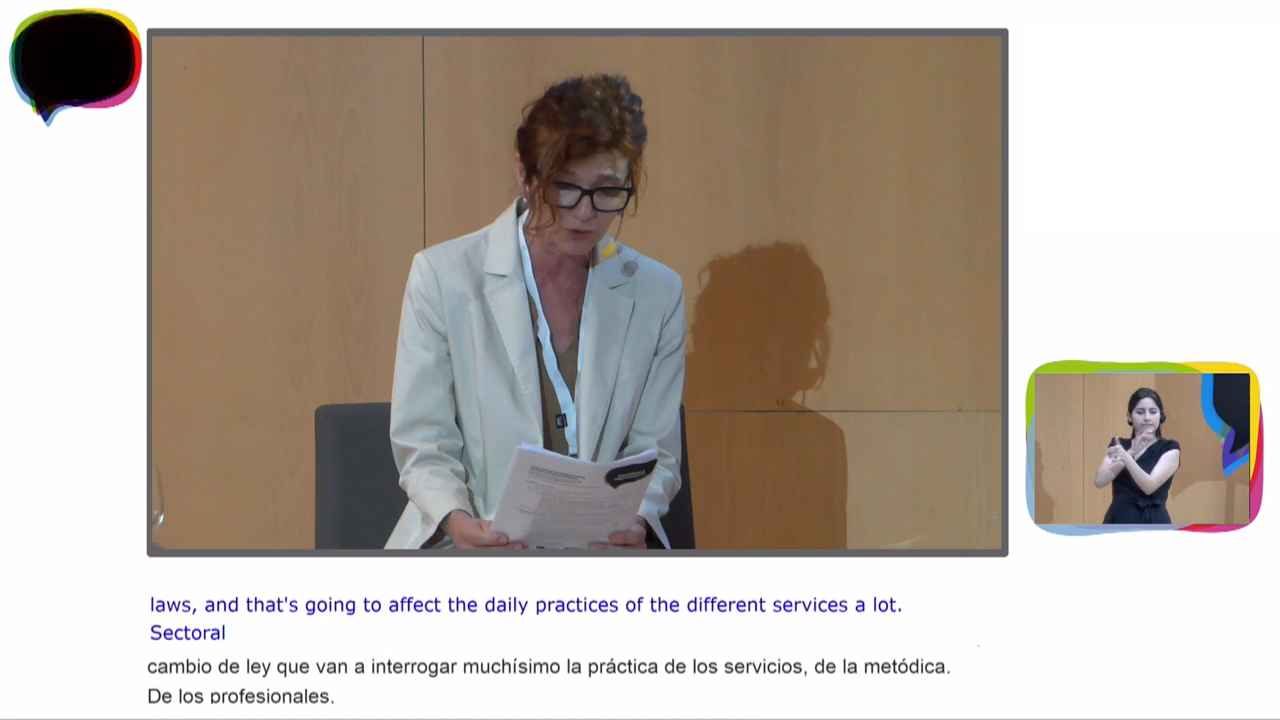 laws, and that's going to affect the daily practices of the different services a lot.
Sectoral
cambio de ley que van a interrogar muchísimo la práctica de los servicios, de la metódica.
De los profesionales.